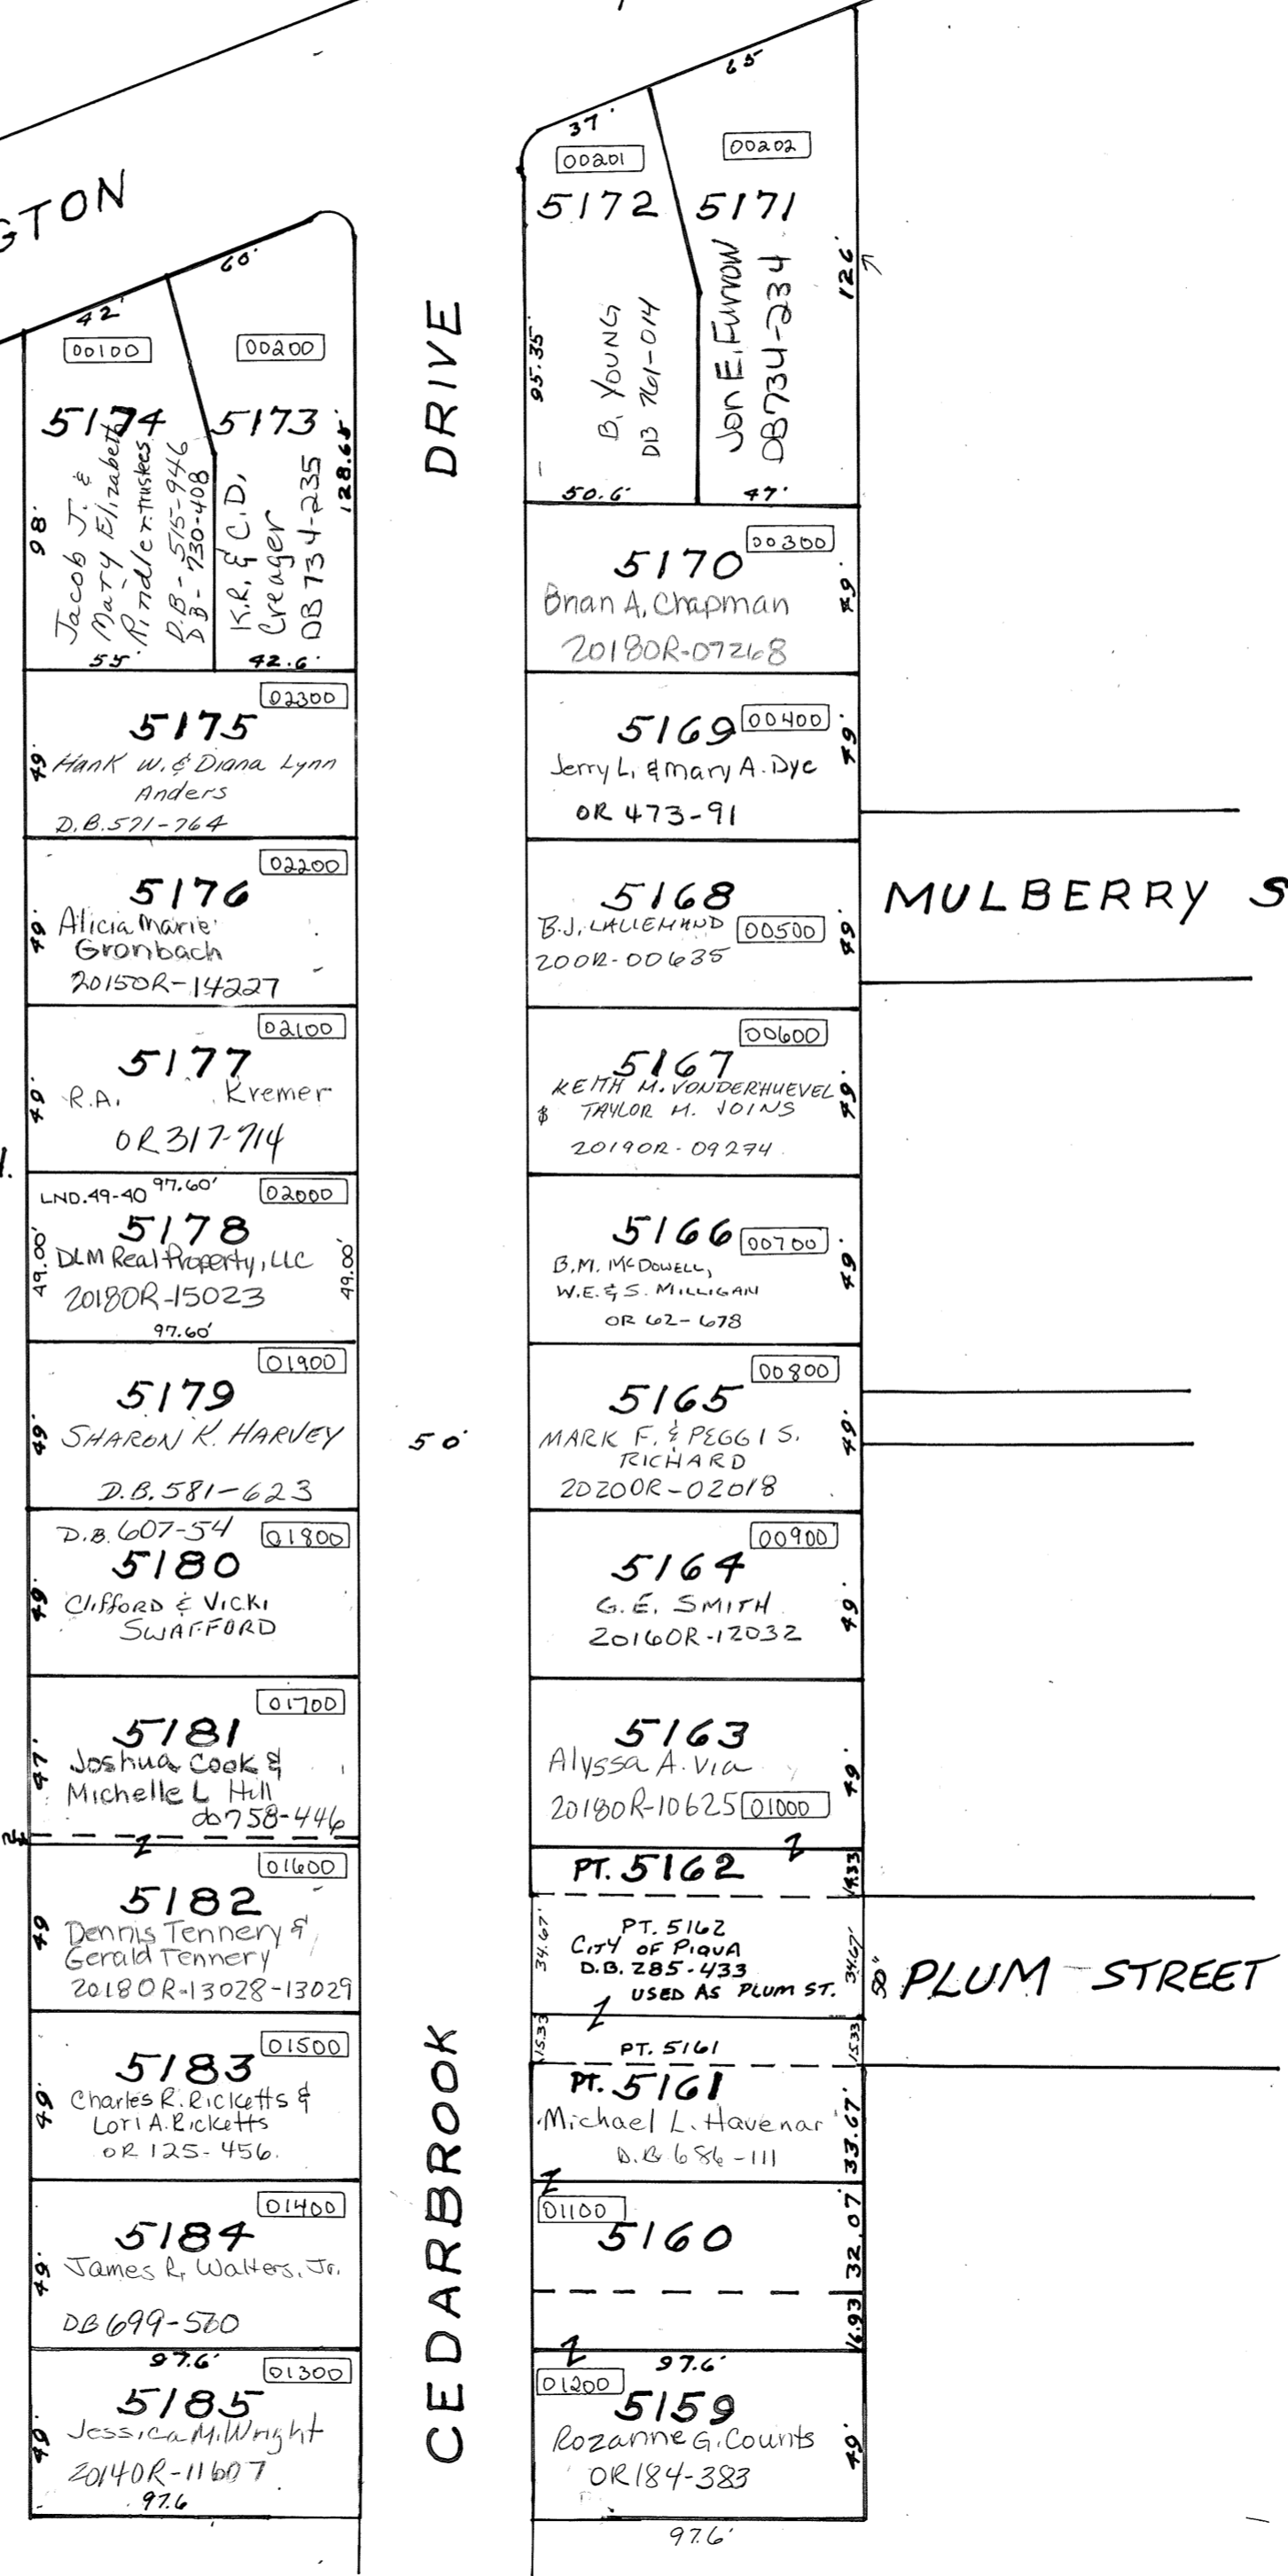 GTON
60'
42'
00100
00200
5174
5173
98'
Jacob J. &
Mary Elizabeth
Rindler, trustees
D.B - 515-946
D B - 730-408
K.R. & C.D.
Creager
DB 734-235
128.65'
55'
42.6'
02300
5175
49'
Hank W. & Diana Lynn
Anders
D.B.571-764
02200
5176
49'
Alicia Marie
Gronbach
2015OR-14227
02100
5177
49'
R.A. Kremer
OR 317-714
LND.49-40 97.60'
02000
5178
49.00'
49.00'
DLM Real Property, LLC
2018OR-15023
97.60'
01900
5179
49'
SHARON K. HARVEY
D.B. 581-623
D.B. 607-54
01800
5180
49'
Clifford & Vicki
SWAFFORD
01700
5181
47'
Joshua Cook &
Michelle L Hill
db758-446
01600
5182
49
Dennis Tennery &
Gerald Tennery
2018OR-13028-13029
01500
5183
49'
Charles R. Ricketts &
Lori A. Ricketts
OR 125-456
01400
5184
49'
James R. Walters, Jr.
DB 699-580
97.6'
01300
5185
49'
Jessica M. Wright
2014OR-11607
97.6
CEDARBROOK DRIVE
50'
65'
37'
00201
00202
5172
5171
95.35'
B. YOUNG
DB 761-014
Jon E. Furrow
DB734-234
126'
50.6'
47'
00300
5170
49'
Brian A. Chapman
2018OR-07268
5169
00400
49'
Jerry L. & Mary A. Dye
OR 473-91
5168
B.J. LALLEMAND
00500
49'
200R-00635
MULBERRY S
00600
5167
KEITH M. VONDERHUEVEL
& TAYLOR M. JOINS
49'
2019OR-09274
5166
00700
49'
B.M. McDOWELL,
W.E. & S. MILLIGAN
OR 62-678
00800
5165
49'
MARK F. & PEGGI S.
RICHARD
2020OR-02018
00900
5164
49'
G.E. SMITH
2016OR-12032
5163
Alyssa A. Via
49'
2018OR-10625
01000
PT. 5162
14.33
34.67'
PT. 5162
CITY OF PIQUA
D.B. 285-433
USED AS PLUM ST.
34.67'
50"
PLUM STREET
15.33
PT. 5161
15.33
PT. 5161
Michael L. Havenar
D.B. 686-111
33.67'
01100
5160
32.07'
16.93
97.6'
01200
5159
Rozanne G. Counts
OR 184-383
49'
97.6'